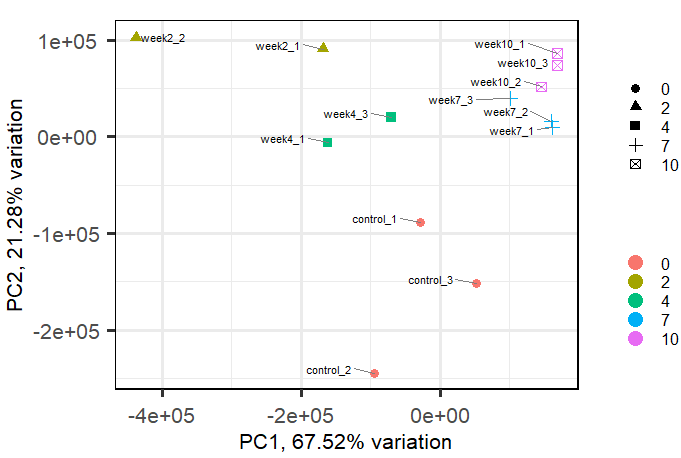 1e+05
0e+00
-1e+05
-2e+05
PC2, 21.28% variation
week2_2
week2_1
week10_1
week10_3
week10_2
week7_3
week7_2
week7_1
week4_3
week4_1
control_1
control_3
control_2
-4e+05
-2e+05
0e+00
PC1, 67.52% variation
0
2
4
7
10
0
2
4
7
10